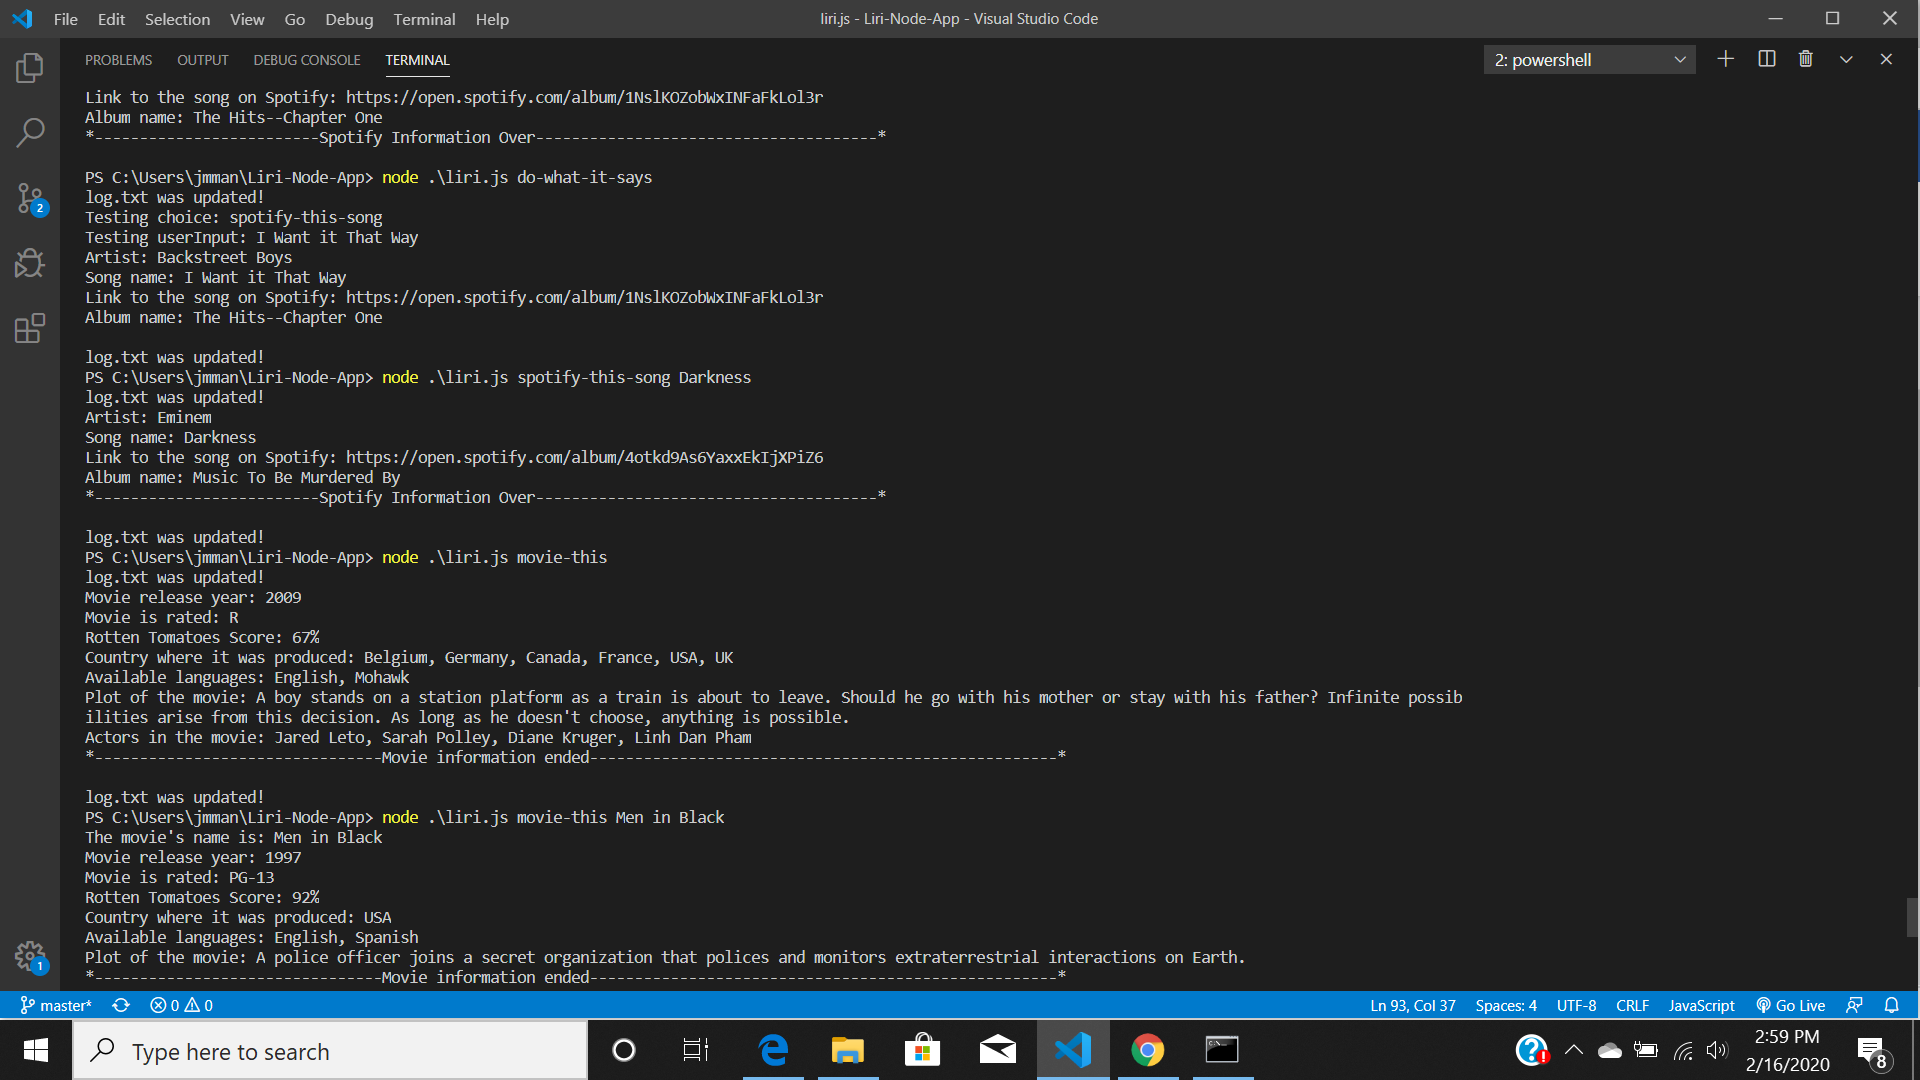 File Edit Selection View Go Debug Terminal Help
liri.js - Liri-Node-App - Visual Studio Code
PROBLEMS OUTPUT DEBUG CONSOLE TERMINAL
2: powershell
Link to the song on Spotify: https://open.spotify.com/album/1NslKOZobWxINFaFkLol3r
Album name: The Hits--Chapter One
*-------------------------Spotify Information Over--------------------------------------*
PS C:\Users\jmman\Liri-Node-App> node .\liri.js do-what-it-says
log.txt was updated!
Testing choice: spotify-this-song
Testing userInput: I Want it That Way
Artist: Backstreet Boys
Song name: I Want it That Way
Link to the song on Spotify: https://open.spotify.com/album/1NslKOZobWxINFaFkLol3r
Album name: The Hits--Chapter One
log.txt was updated!
PS C:\Users\jmman\Liri-Node-App> node .\liri.js spotify-this-song Darkness
log.txt was updated!
Artist: Eminem
Song name: Darkness
Link to the song on Spotify: https://open.spotify.com/album/4otkd9As6YaxxEkIjXPiZ6
Album name: Music To Be Murdered By
*-------------------------Spotify Information Over--------------------------------------*
log.txt was updated!
PS C:\Users\jmman\Liri-Node-App> node .\liri.js movie-this
log.txt was updated!
Movie release year: 2009
Movie is rated: R
Rotten Tomatoes Score: 67%
Country where it was produced: Belgium, Germany, Canada, France, USA, UK
Available languages: English, Mohawk
Plot of the movie: A boy stands on a station platform as a train is about to leave. Should he go with his mother or stay with his father? Infinite possib
ilities arise from this decision. As long as he doesn't choose, anything is possible.
Actors in the movie: Jared Leto, Sarah Polley, Diane Kruger, Linh Dan Pham
*--------------------------------Movie information ended----------------------------------------------------*
log.txt was updated!
PS C:\Users\jmman\Liri-Node-App> node .\liri.js movie-this Men in Black
The movie's name is: Men in Black
Movie release year: 1997
Movie is rated: PG-13
Rotten Tomatoes Score: 92%
Country where it was produced: USA
Available languages: English, Spanish
Plot of the movie: A police officer joins a secret organization that polices and monitors extraterrestrial interactions on Earth.
*--------------------------------Movie information ended----------------------------------------------------*
2
1
master* 0 0 Ln 93, Col 37 Spaces: 4 UTF-8 CRLF JavaScript Go Live
Type here to search
2:59 PM
2/16/2020
8